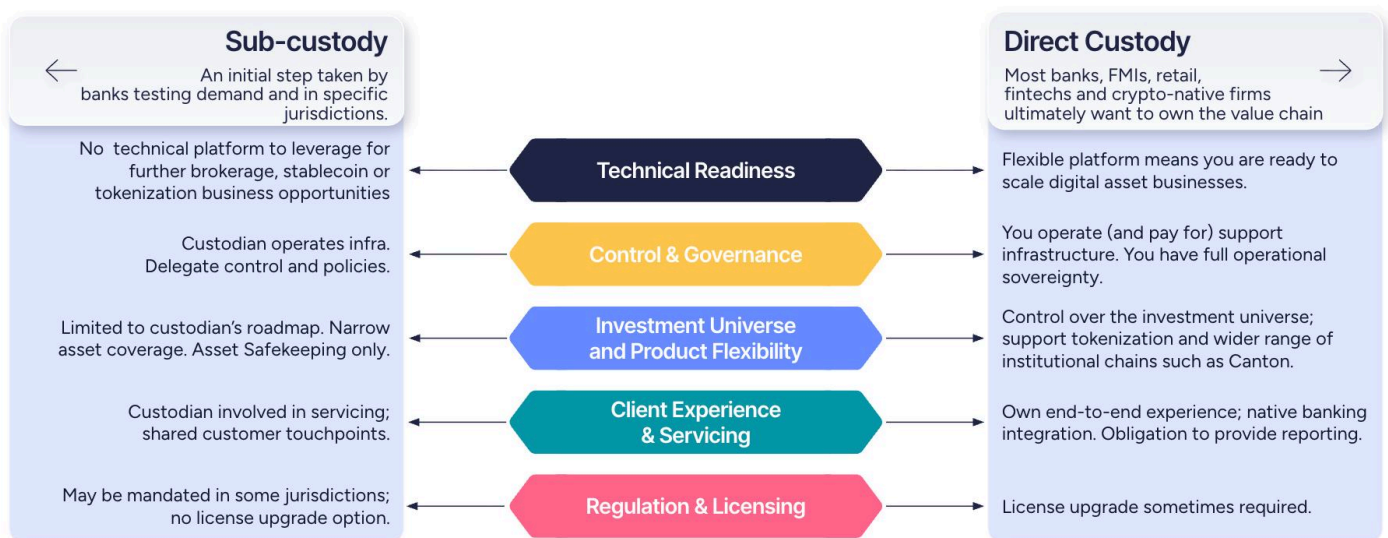 Sub-custody
An initial step taken by
banks testing demand and in specific
jurisdictions.
Direct Custody
Most banks, FMIs, retail,
fintechs and crypto-native firms
ultimately want to own the value chain
No technical platform to leverage for
further brokerage, stablecoin or
tokenization business opportunities
Technical Readiness
Flexible platform means you are ready to
scale digital asset businesses.
Custodian operates infra.
Delegate control and policies.
Control & Governance
You operate (and pay for) support
infrastructure. You have full operational
sovereignty.
Limited to custodian’s roadmap. Narrow
asset coverage. Asset Safekeeping only.
Investment Universe
and Product Flexibility
Control over the investment universe;
support tokenization and wider range of
institutional chains such as Canton.
Custodian involved in servicing;
shared customer touchpoints.
Client Experience
& Servicing
Own end-to-end experience; native banking
integration. Obligation to provide reporting.
May be mandated in some jurisdictions;
no license upgrade option.
Regulation & Licensing
License upgrade sometimes required.